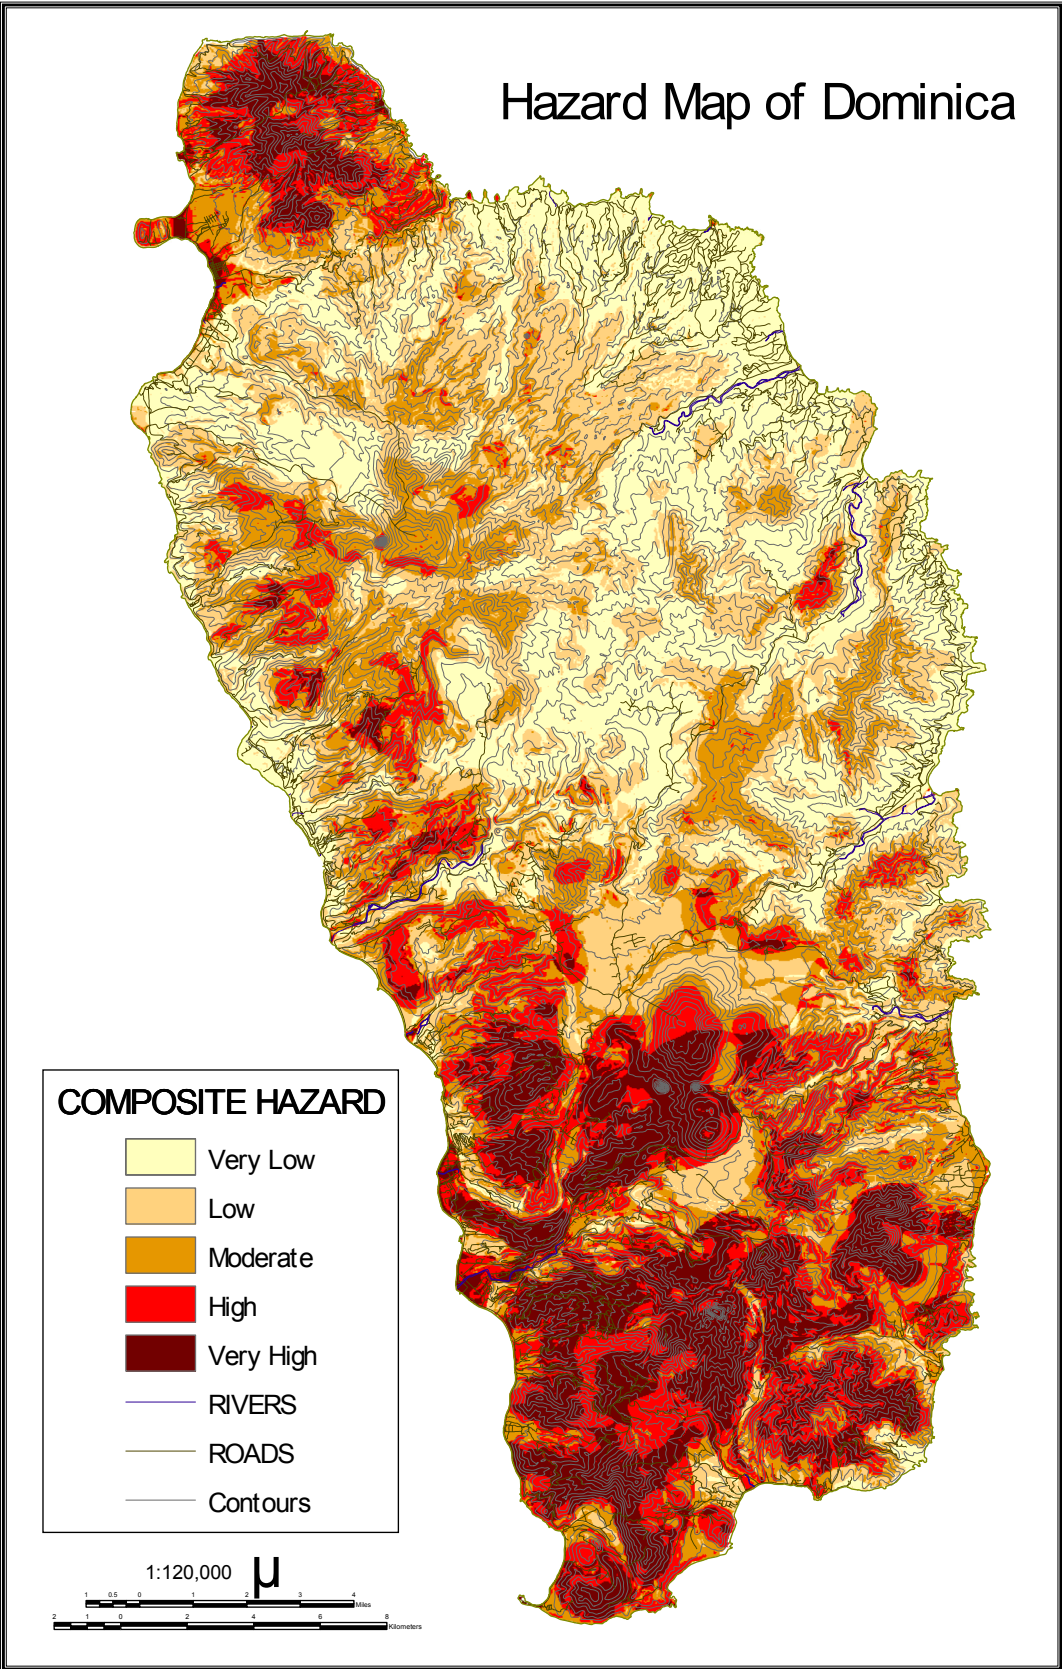 Hazard Map of Dominica
COMPOSITE HAZARD
Very Low
Low
Moderate
High
Very High
RIVERS
ROADS
Contours
1:120,000 µ
1 0.5 0 1 2 3 4
Miles
2 1 0 2 4 6 8
Kilometers